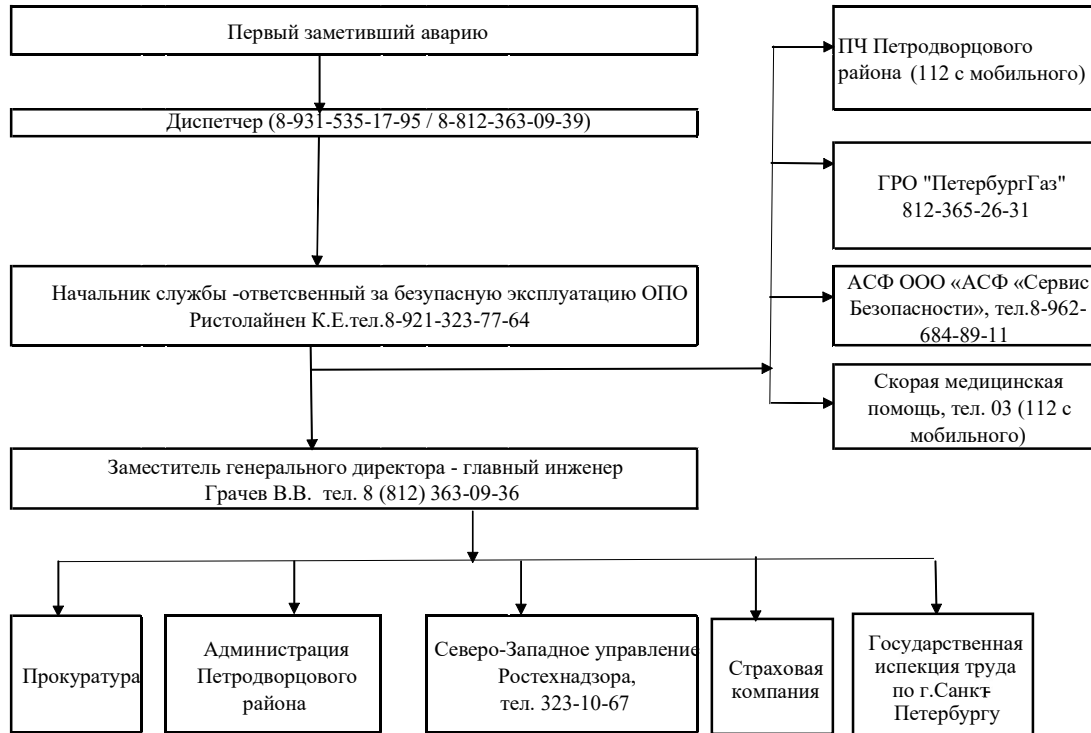 Первый заметивший аварию
Диспетчер (8-931-535-17-95 / 8-812-363-09-39)
Начальник службы -ответсвенный за безупасную эксплуатацию ОПО
Ристолайнен К.Е.тел.8-921-323-77-64
ПЧ Петродворцового
района (112 с мобильного)
ГРО "ПетербургГаз"
812-365-26-31
АСФ ООО «АСФ «Сервис
Безопасности», тел.8-962-
684-89-11
Скорая медицинская
помощь, тел. 03 (112 с
мобильного)
Заместитель генерального директора - главный инженер
Грачев В.В. тел. 8 (812) 363-09-36
Прокуратура
Администрация
Петродворцового
района
Северо-Западное управление
Ростехнадзора,
тел. 323-10-67
Страховая
компания
Государственная
испекция труда
по г.Санкт-
Петербургу